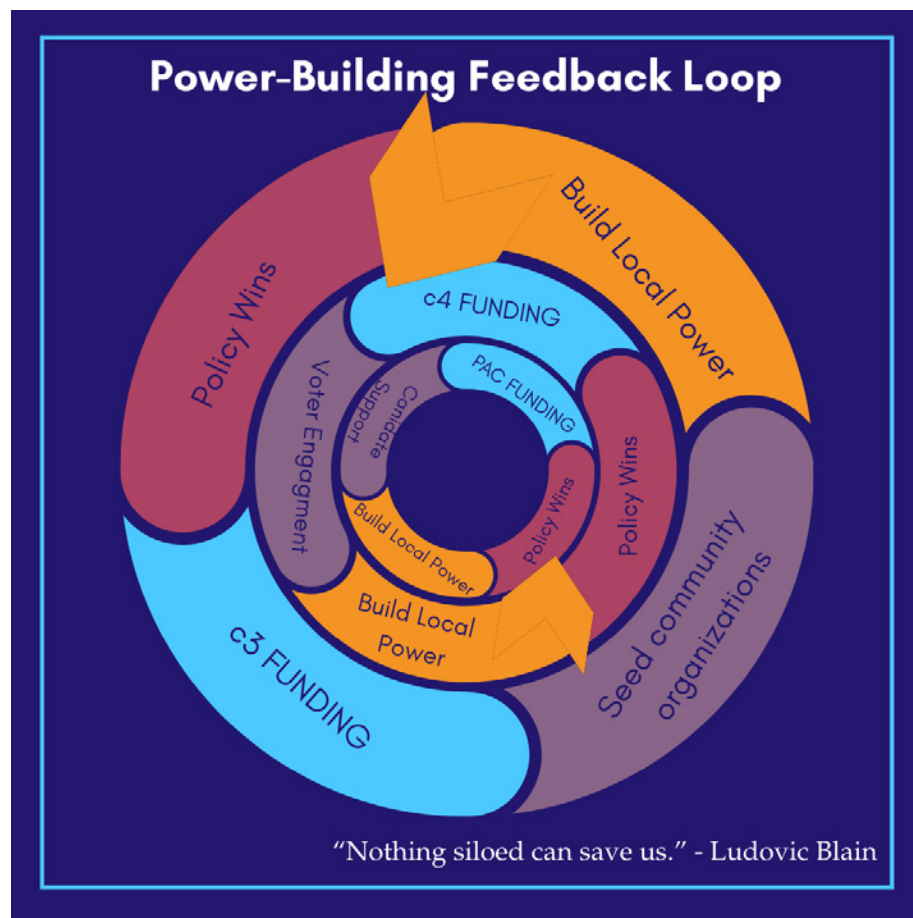 Power-Building Feedback Loop
Build Local Power
Seed community
organizations
c3 FUNDING
Policy Wins
c4 FUNDING
Voter Engagment
Build Local
Power
Policy Wins
PAC FUNDING
Canidate
Support
Build Local Power
Policy Wins
“Nothing siloed can save us.” - Ludovic Blain